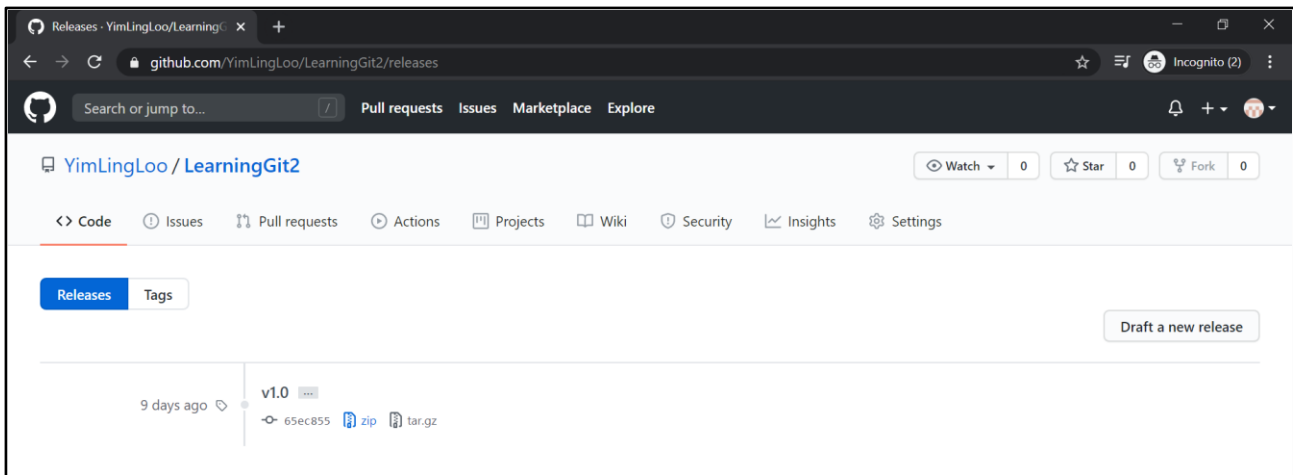 Releases · YimLingLoo/LearningG
github.com/YimLingLoo/LearningGit2/releases
Incognito (2)
Search or jump to...
/
Pull requests Issues Marketplace Explore
YimLingLoo / LearningGit2
Watch 0 Star 0 Fork 0
<> Code Issues Pull requests Actions Projects Wiki Security Insights Settings
Releases Tags
Draft a new release
v1.0 ...
9 days ago
65ec855 zip tar.gz